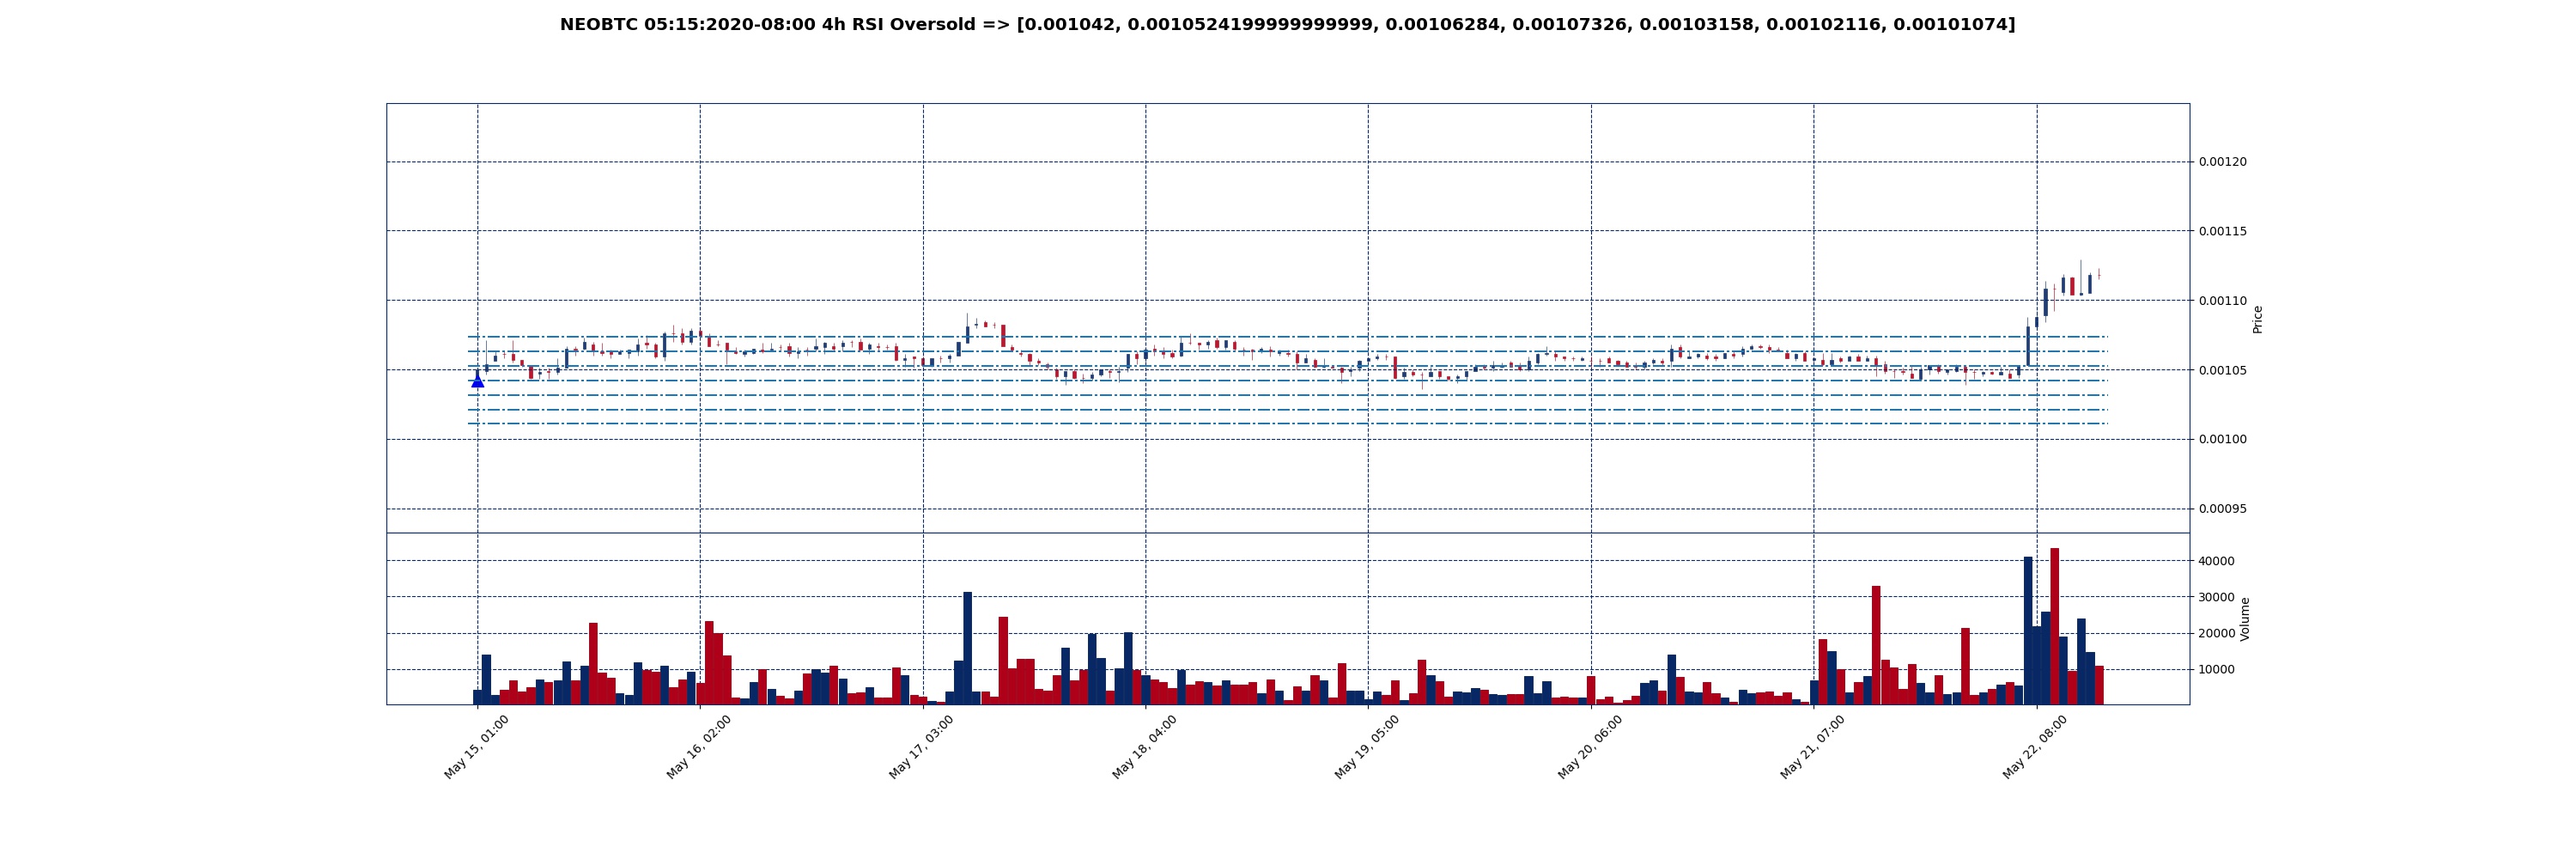 NEOBTC 05:15:2020-08:00 4h RSI Oversold => [0.001042, 0.0010524199999999999, 0.00106284, 0.00107326, 0.00103158, 0.00102116, 0.00101074]
0.00120
0.00115
0.00110
0.00105
0.00100
0.00095
Price
40000
30000
20000
10000
Volume
May 15, 01:00
May 16, 02:00
May 17, 03:00
May 18, 04:00
May 19, 05:00
May 20, 06:00
May 21, 07:00
May 22, 08:00